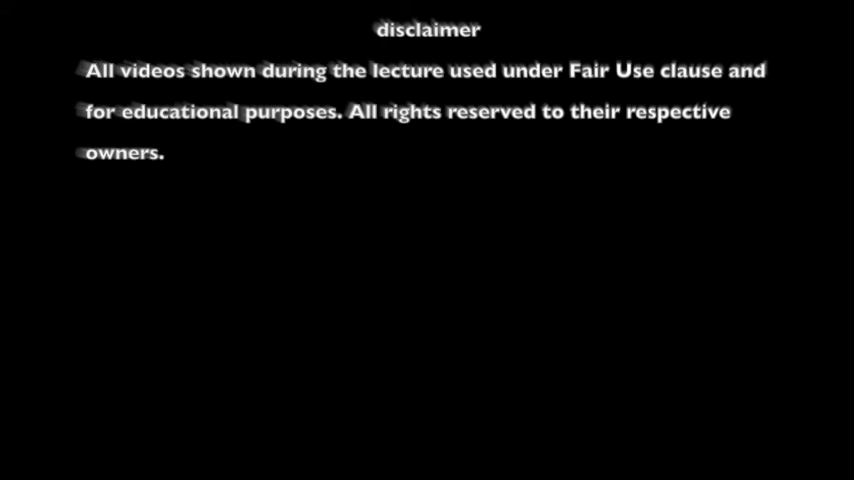 disclaimer
All videos shown during the lecture used under Fair Use clause and
for educational purposes. All rights reserved to their respective
owners.